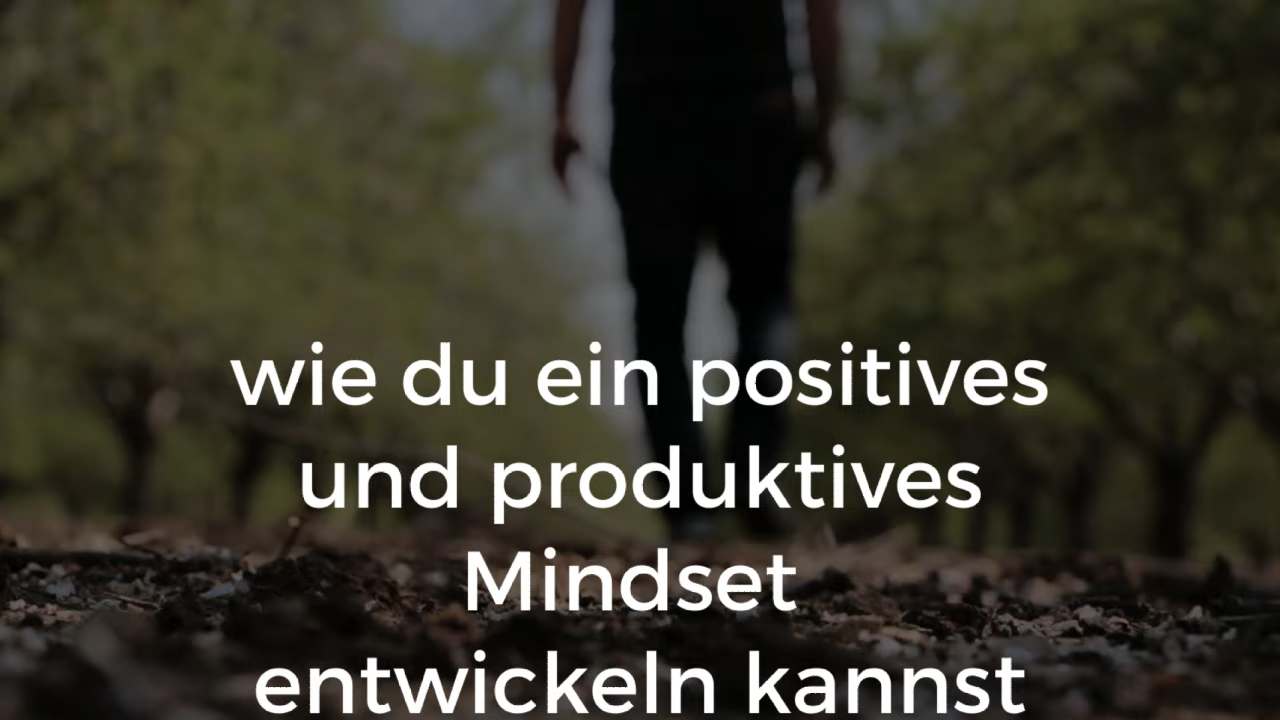 wie du ein positives
und produktives
Mindset
entwickeln kannst